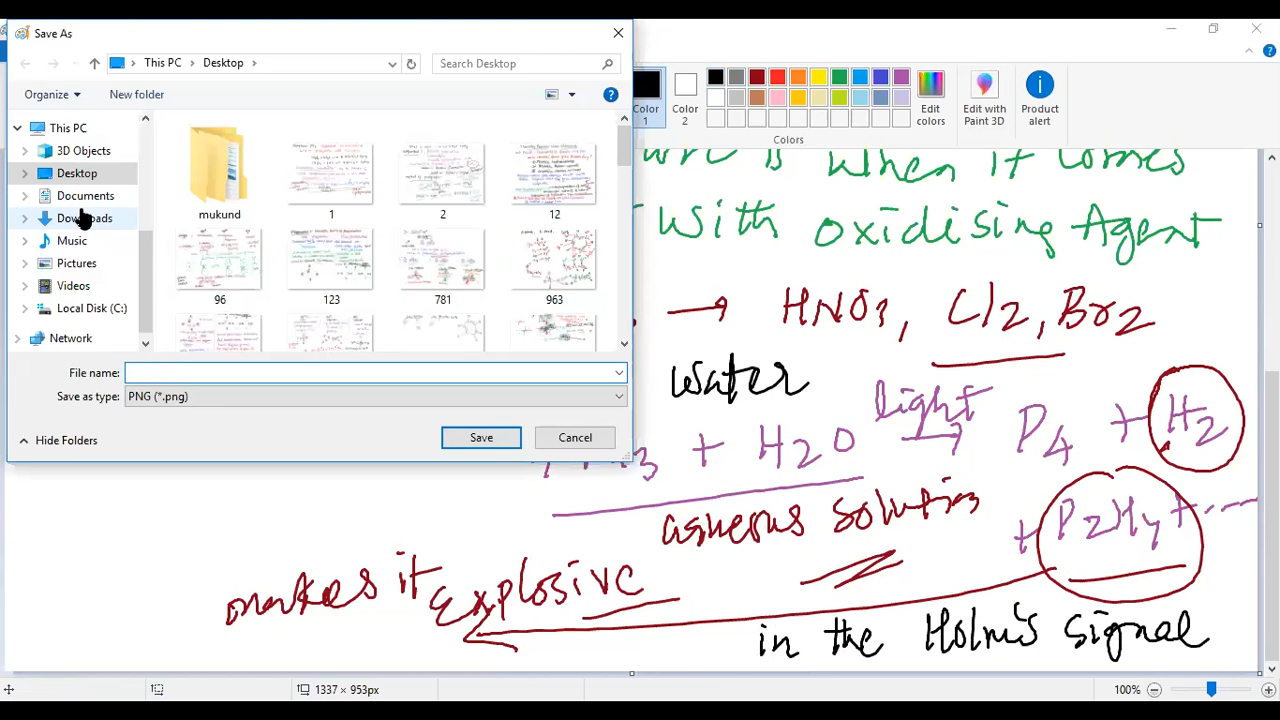 Save As
This PC > Desktop >
Search Desktop
Organize
New folder
This PC
3D Objects
Desktop
Documents
Downloads
Music
Pictures
Videos
Local Disk (C:)
Network
mukund
1
2
12
96
123
781
963
File name:
Save as type:
PNG (*.png)
Hide Folders
Save
Cancel
Color 1
Color 2
Edit colors
Edit with Paint 3D
Product alert
Colors
is when it comes
with oxidising Agent
→ HNO3, Cl2, Br2
water
light
H3 + H2O → P4 + H2
+ P2H4 + ----
aqueous solution
makes it Explosive
in the Holm's signal
1337 × 953px
100%